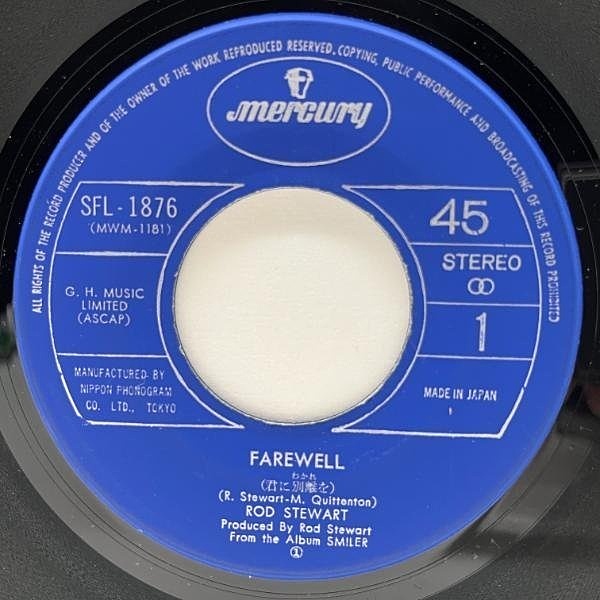 ALL RIGHTS OF THE RECORD PRODUCER AND OF THE OWNER OF THE WORK REPRODUCED RESERVED. COPYING, PUBLIC PERFORMANCE AND BROADCASTING OF THIS RECORD PROHIBITED
mercury
SFL-1876
(MWM-1181)
G. H. MUSIC
LIMITED
(ASCAP)
MANUFACTURED BY
NIPPON PHONOGRAM
CO. LTD., TOKYO
45
STEREO
1
MADE IN JAPAN
FAREWELL
わかれ
(君に別離を)
(R. Stewart-M. Quittenton)
ROD STEWART
Produced By Rod Stewart
From the Album SMILER
①